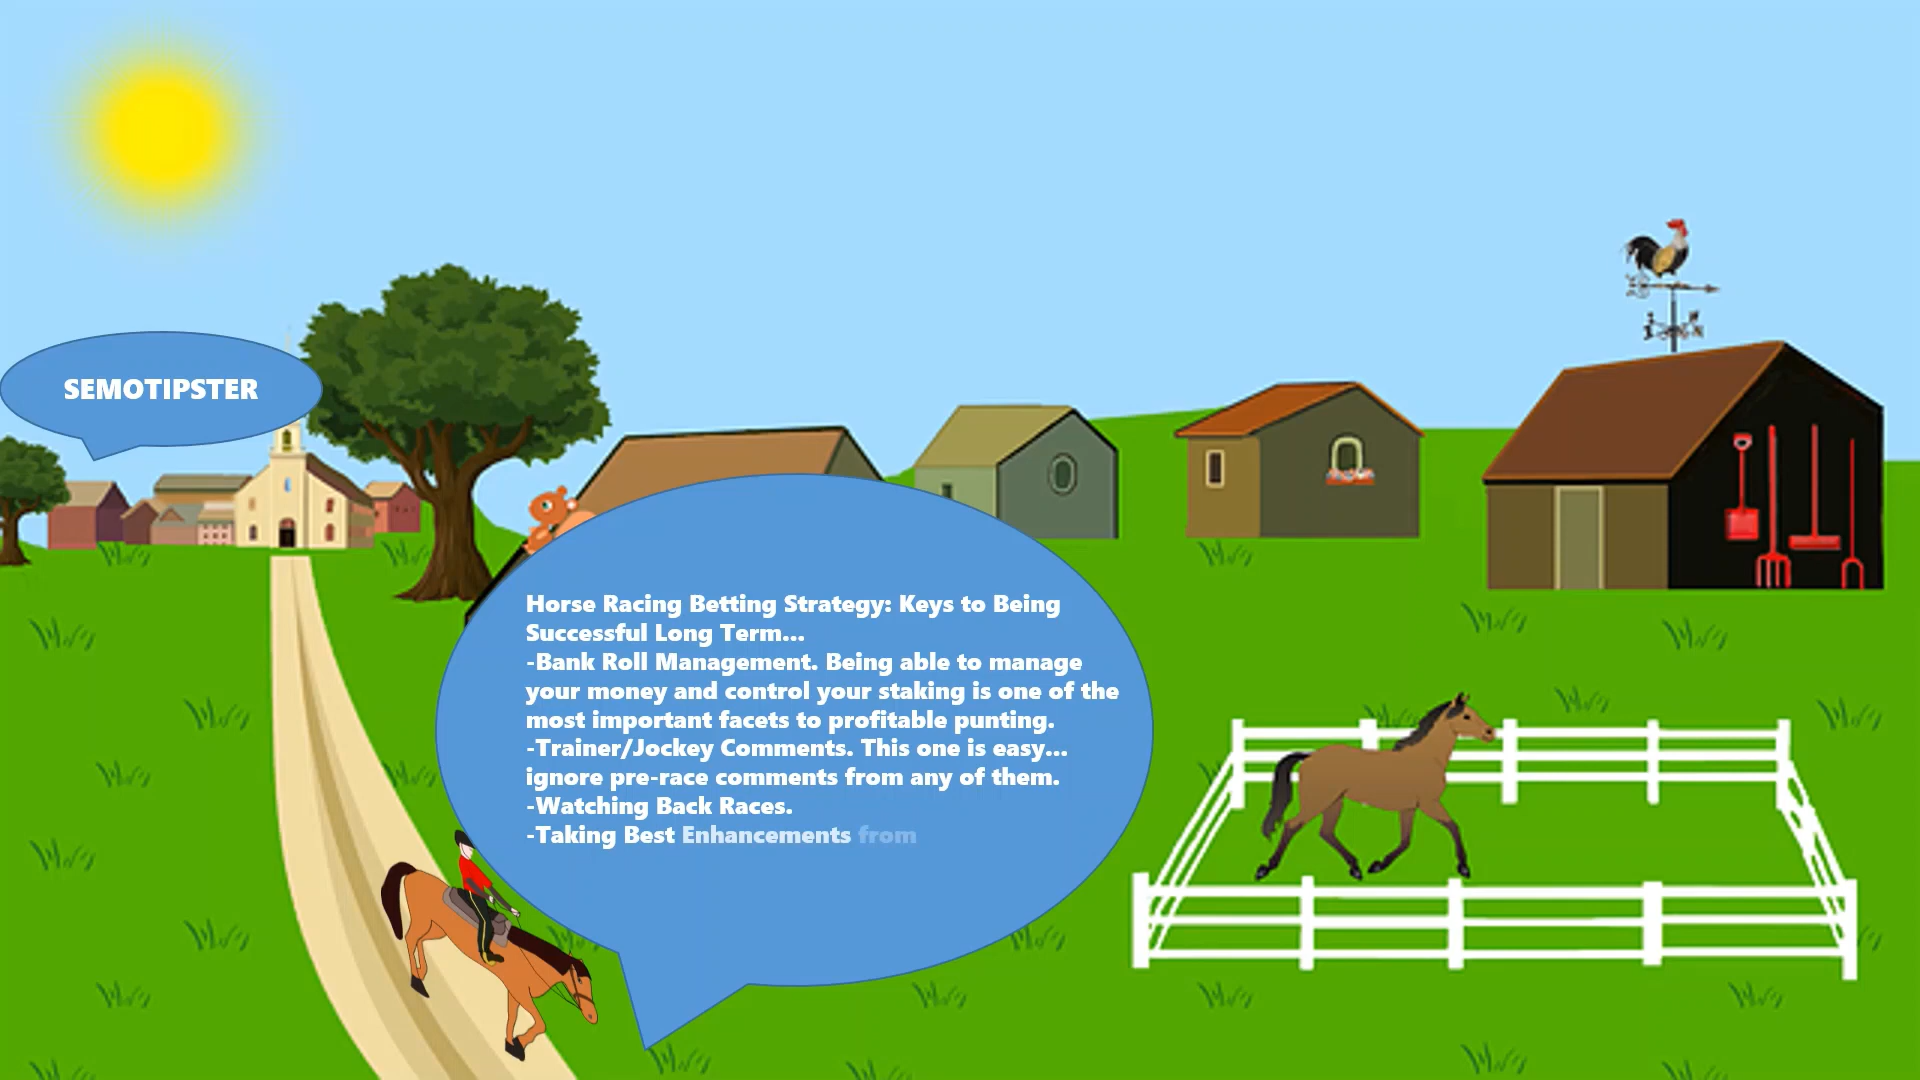 SEMOTIPSTER
Horse Racing Betting Strategy: Keys to Being
Successful Long Term...
-Bank Roll Management. Being able to manage
your money and control your staking is one of the
most important facets to profitable punting.
-Trainer/Jockey Comments. This one is easy...
ignore pre-race comments from any of them.
-Watching Back Races.
-Taking Best Enhancements from